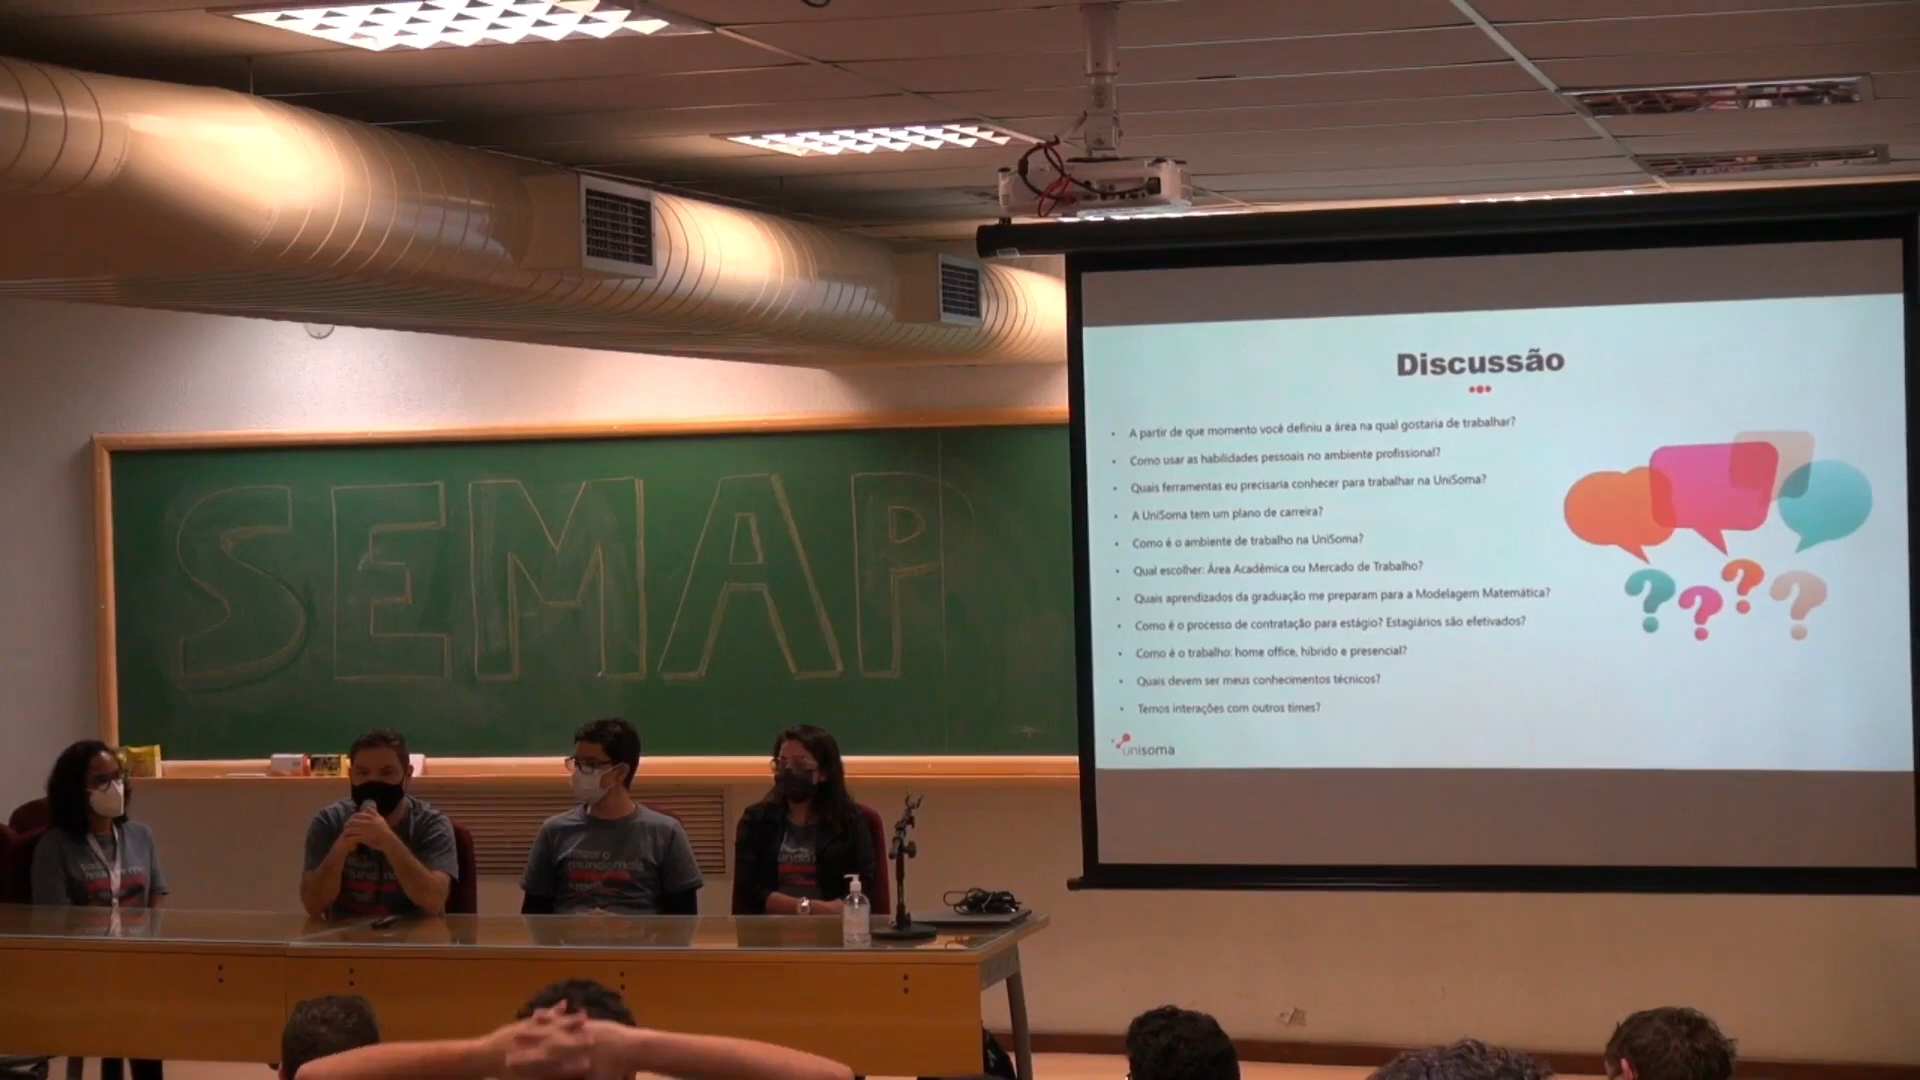 SEMAP
Discussão
A partir de que momento você definiu a área na qual gostaria de trabalhar?
Como usar as habilidades pessoais no ambiente profissional?
Quais ferramentas eu precisaria conhecer para trabalhar na UniSoma?
A UniSoma tem um plano de carreira?
Como é o ambiente de trabalho na UniSoma?
Qual escolher: Área Acadêmica ou Mercado de Trabalho?
Quais aprendizados da graduação me preparam para a Modelagem Matemática?
Como é o processo de contratação para estágio? Estagiários são efetivados?
Como é o trabalho: home office, híbrido e presencial?
Quais devem ser meus conhecimentos técnicos?
Temos interações com outros times?
unisoma